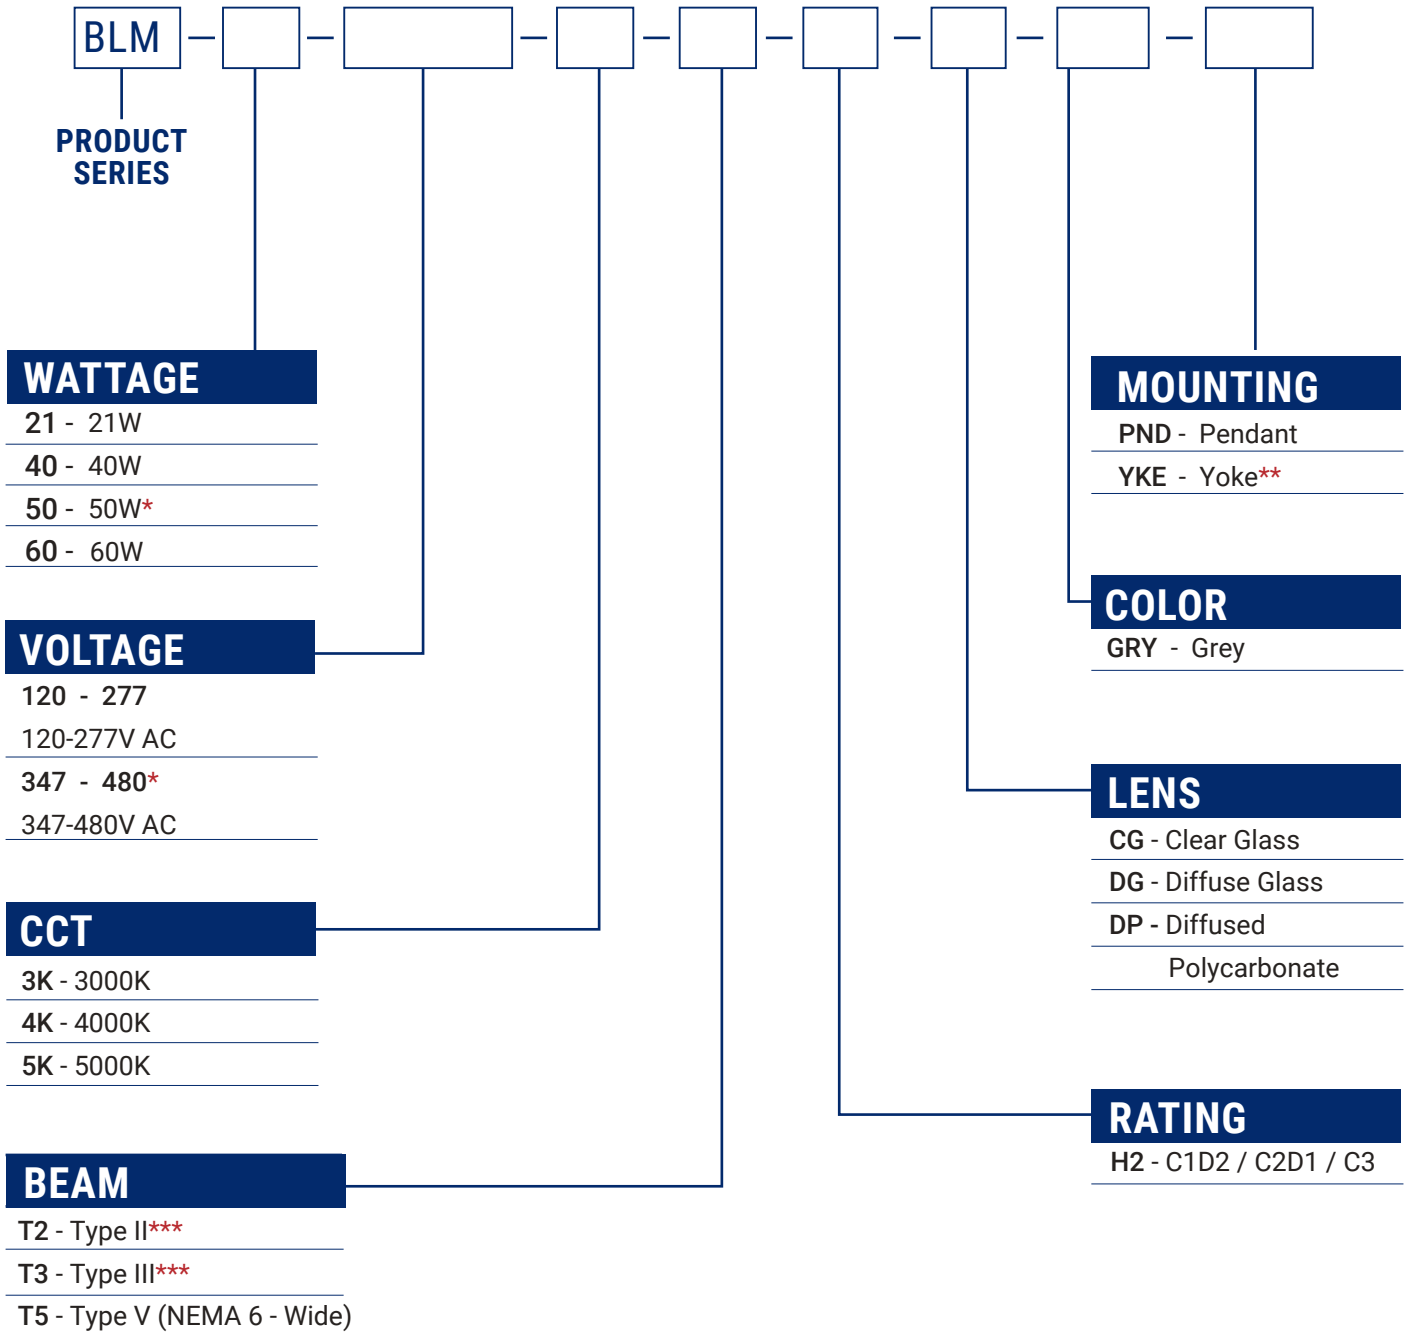 BLM
PRODUCT
SERIES
WATTAGE
21 - 21W
40 - 40W
50 - 50W*
60 - 60W
VOLTAGE
120 - 277
120-277V AC
347 - 480*
347-480V AC
CCT
3K - 3000K
4K - 4000K
5K - 5000K
BEAM
T2 - Type II***
T3 - Type III***
T5 - Type V (NEMA 6 - Wide)
MOUNTING
PND - Pendant
YKE - Yoke**
COLOR
GRY - Grey
LENS
CG - Clear Glass
DG - Diffuse Glass
DP - Diffused
Polycarbonate
RATING
H2 - C1D2 / C2D1 / C3